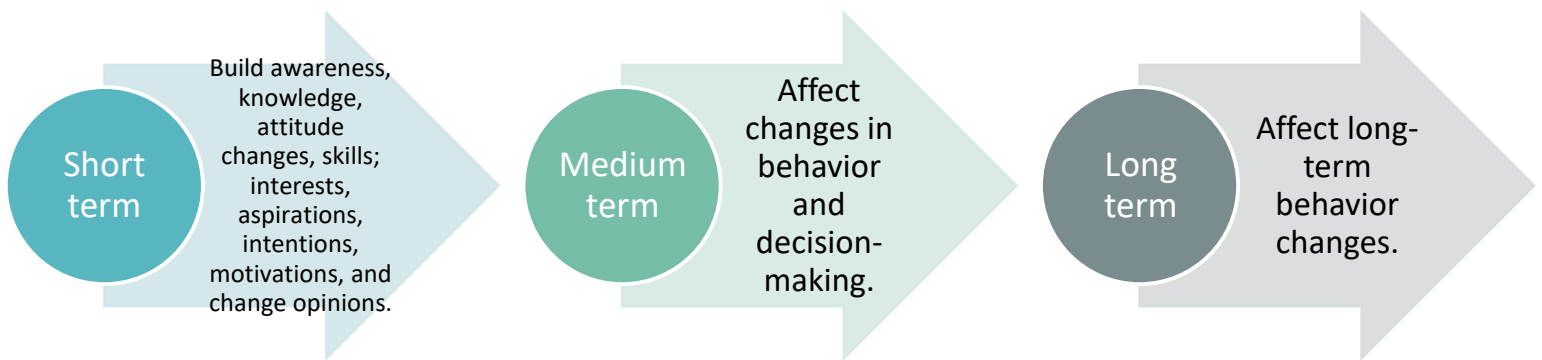 Short
term
Build awareness,
knowledge,
attitude
changes, skills;
interests,
aspirations,
intentions,
motivations, and
change opinions.
Medium
term
Affect
changes in
behavior
and
decision-
making.
Long
term
Affect long-
term
behavior
changes.